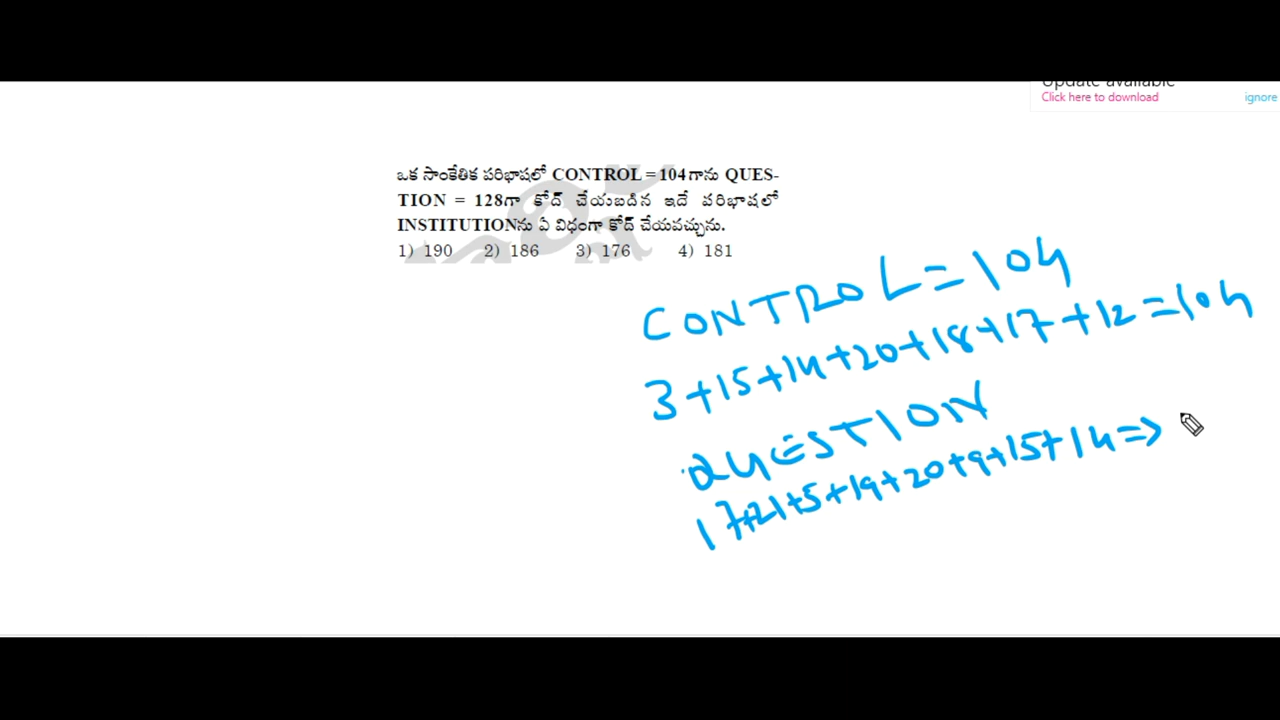 Update available
Click here to download ignore
ఒక సాంకేతిక పరిభాషలో CONTROL = 104గాను QUES-
TION = 128గా కోడ్ చేయబడిన ఇదే పరిభాషలో
INSTITUTIONను ఏ విధంగా కోడ్ చేయవచ్చును.
1) 190 2) 186 3) 176 4) 181
CONTROL = 104
3+15+14+20+18+17+12=104
QUESTION
17+21+5+19+20+9+15+14=>